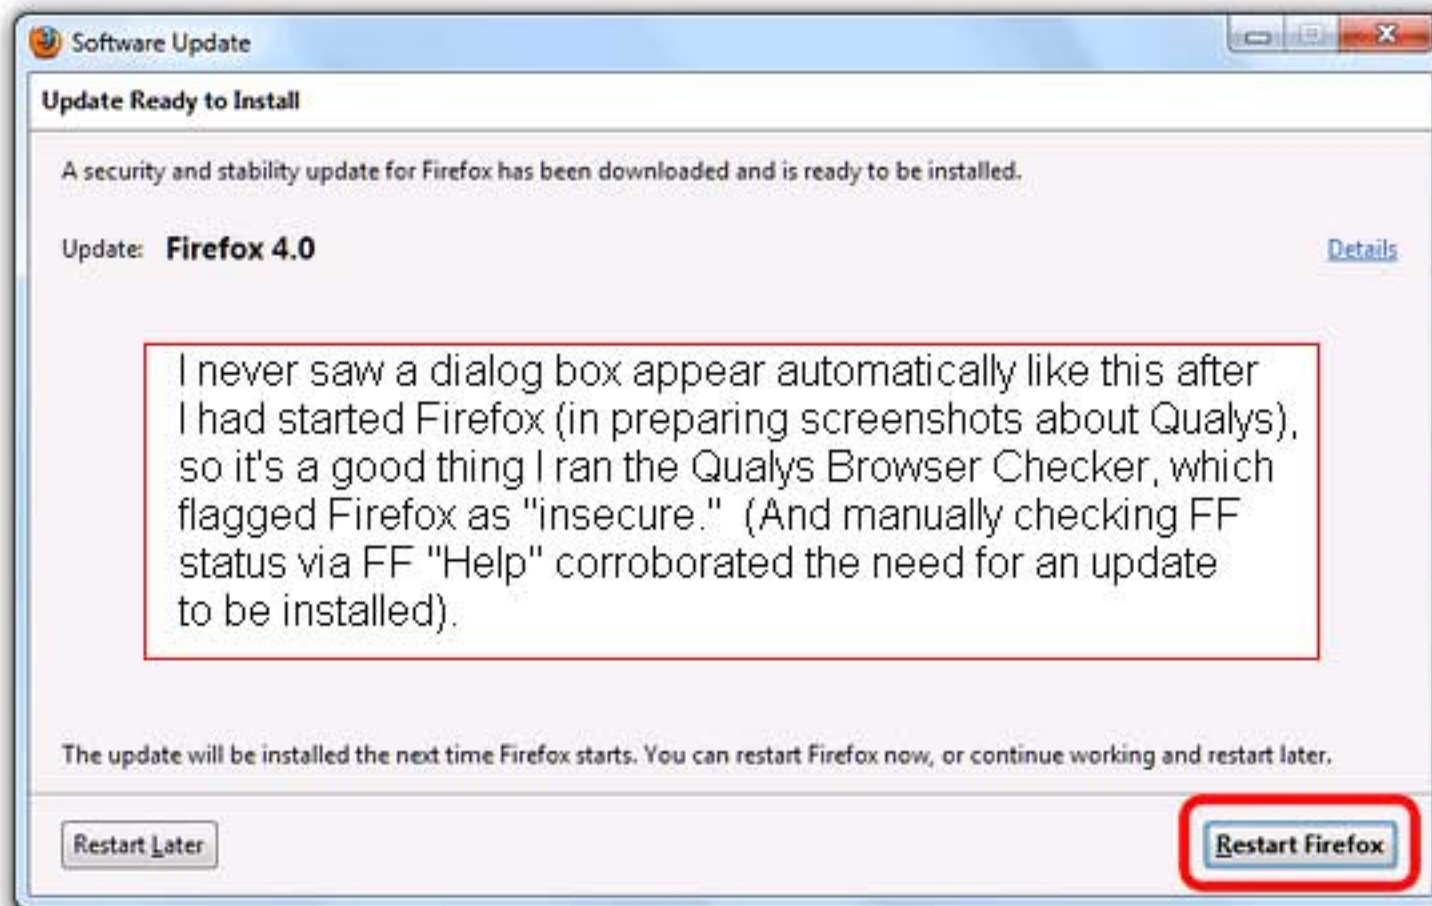 Software Update
Update Ready to Install
A security and stability update for Firefox has been downloaded and is ready to be installed.
Update: Firefox 4.0
Details
I never saw a dialog box appear automatically like this after
I had started Firefox (in preparing screenshots about Qualys),
so it's a good thing I ran the Qualys Browser Checker, which
flagged Firefox as "insecure."  (And manually checking FF
status via FF "Help" corroborated the need for an update
to be installed).
The update will be installed the next time Firefox starts. You can restart Firefox now, or continue working and restart later.
Restart Later
Restart Firefox